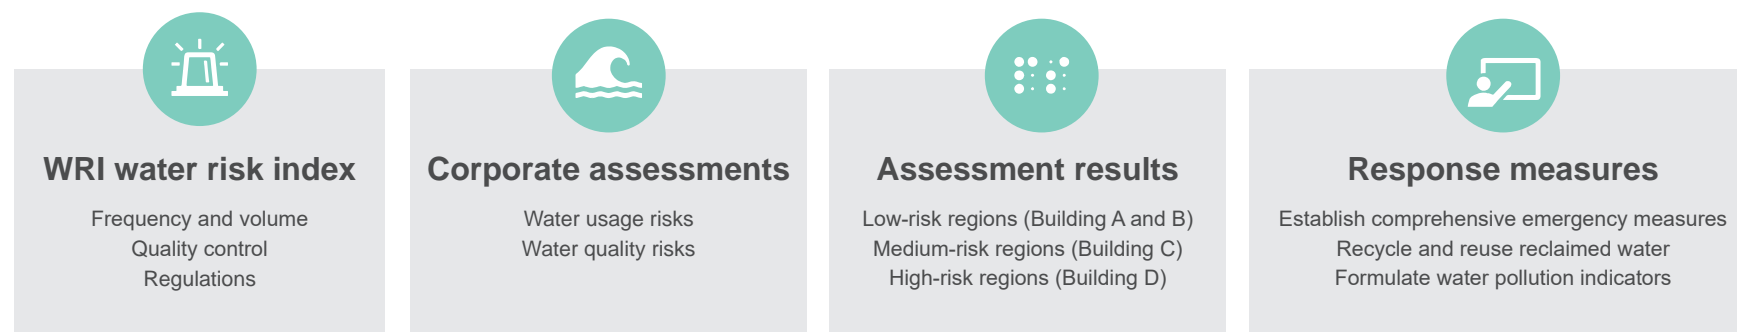 WRI water risk index
Frequency and volume
Quality control
Regulations
Corporate assessments
Water usage risks
Water quality risks
Assessment results
Low-risk regions (Building A and B)
Medium-risk regions (Building C)
High-risk regions (Building D)
Response measures
Establish comprehensive emergency measures
Recycle and reuse reclaimed water
Formulate water pollution indicators